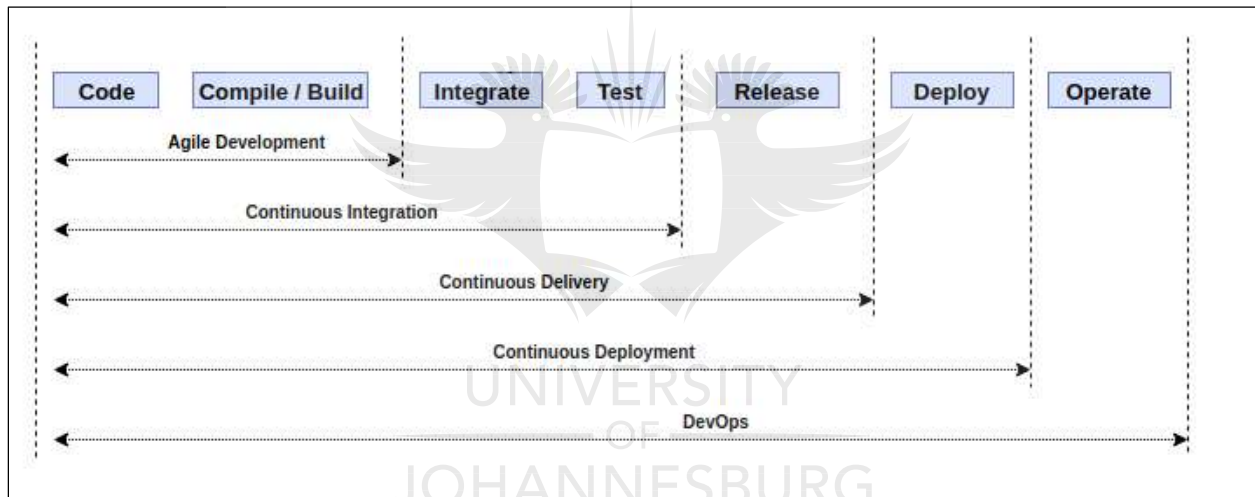 Code Compile / Build Integrate Test Release Deploy Operate
Agile Development
Continuous Integration
Continuous Delivery
Continuous Deployment
UNIVERSITY
DevOps
OF
JOHANNESBURG